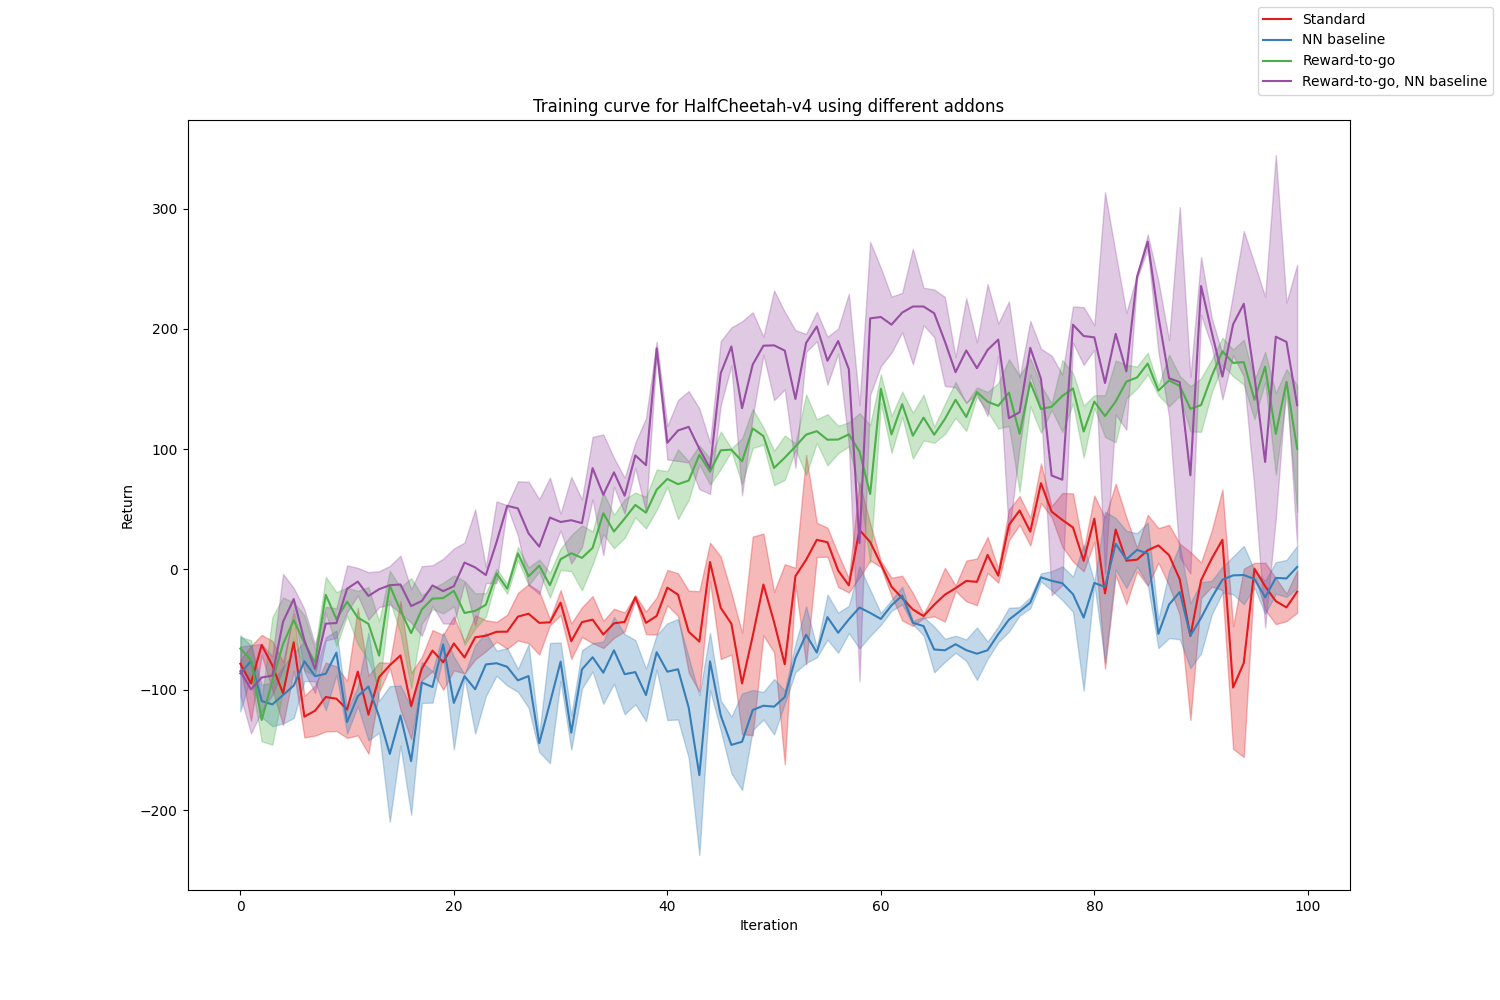 Standard
NN baseline
Reward-to-go
Reward-to-go, NN baseline
Training curve for HalfCheetah-v4 using different addons
300
200
100
0
−100
−200
Return
0 20 40 60 80 100
Iteration